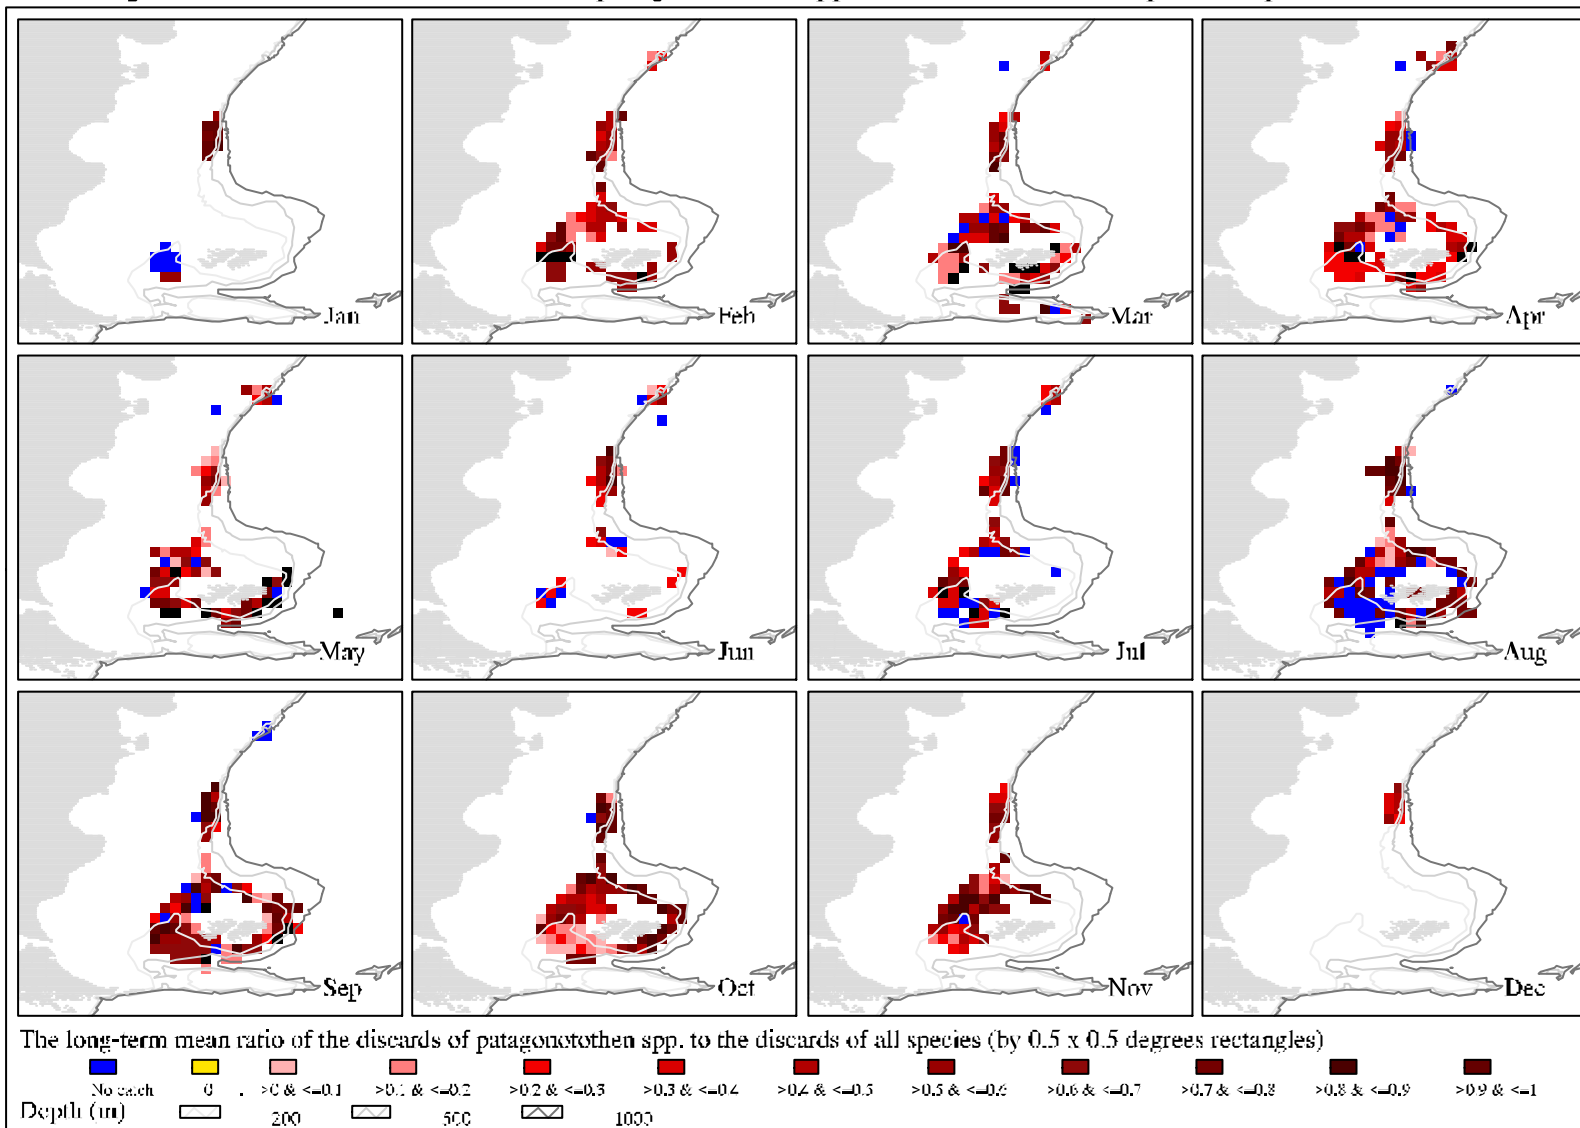 Jan
Feb
Mar
Apr
May
Jun
Jul
Aug
Sep
Oct
Nov
Dec
The long-term mean ratio of the discards of patagonotothen spp. to the discards of all species (by 0.5 x 0.5 degrees rectangles)
No catch 0 >0 & <=0.1 >0.1 & <=0.2 >0.2 & <=0.3 >0.3 & <=0.4 >0.4 & <=0.5 >0.5 & <=0.6 >0.6 & <=0.7 >0.7 & <=0.8 >0.8 & <=0.9 >0.9 & <=1
Depth (m) 200 500 1000